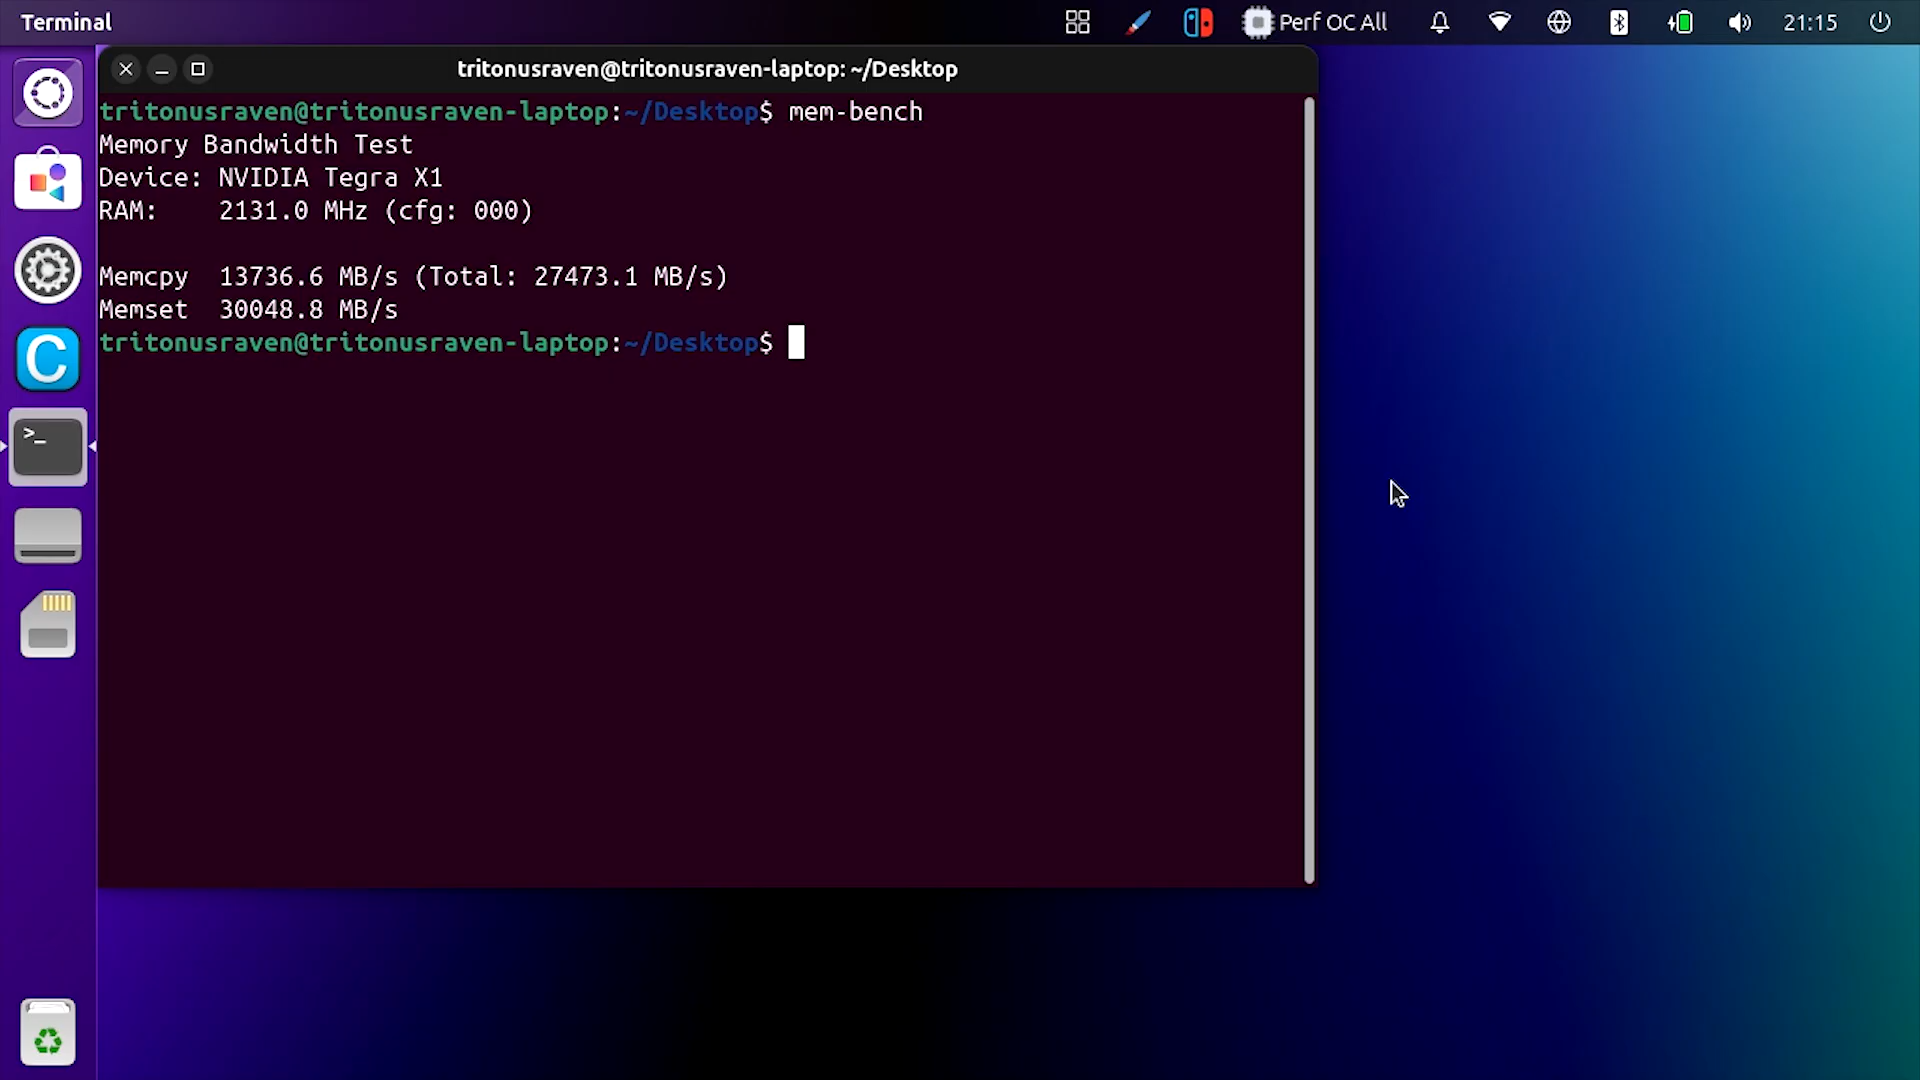 Terminal
Perf OC All
21:15
tritonusraven@tritonusraven-laptop: ~/Desktop
tritonusraven@tritonusraven-laptop:~/Desktop$ mem-bench
Memory Bandwidth Test
Device: NVIDIA Tegra X1
RAM:    2131.0 MHz (cfg: 000)
Memcpy  13736.6 MB/s (Total: 27473.1 MB/s)
Memset  30048.8 MB/s
tritonusraven@tritonusraven-laptop:~/Desktop$
C
>_